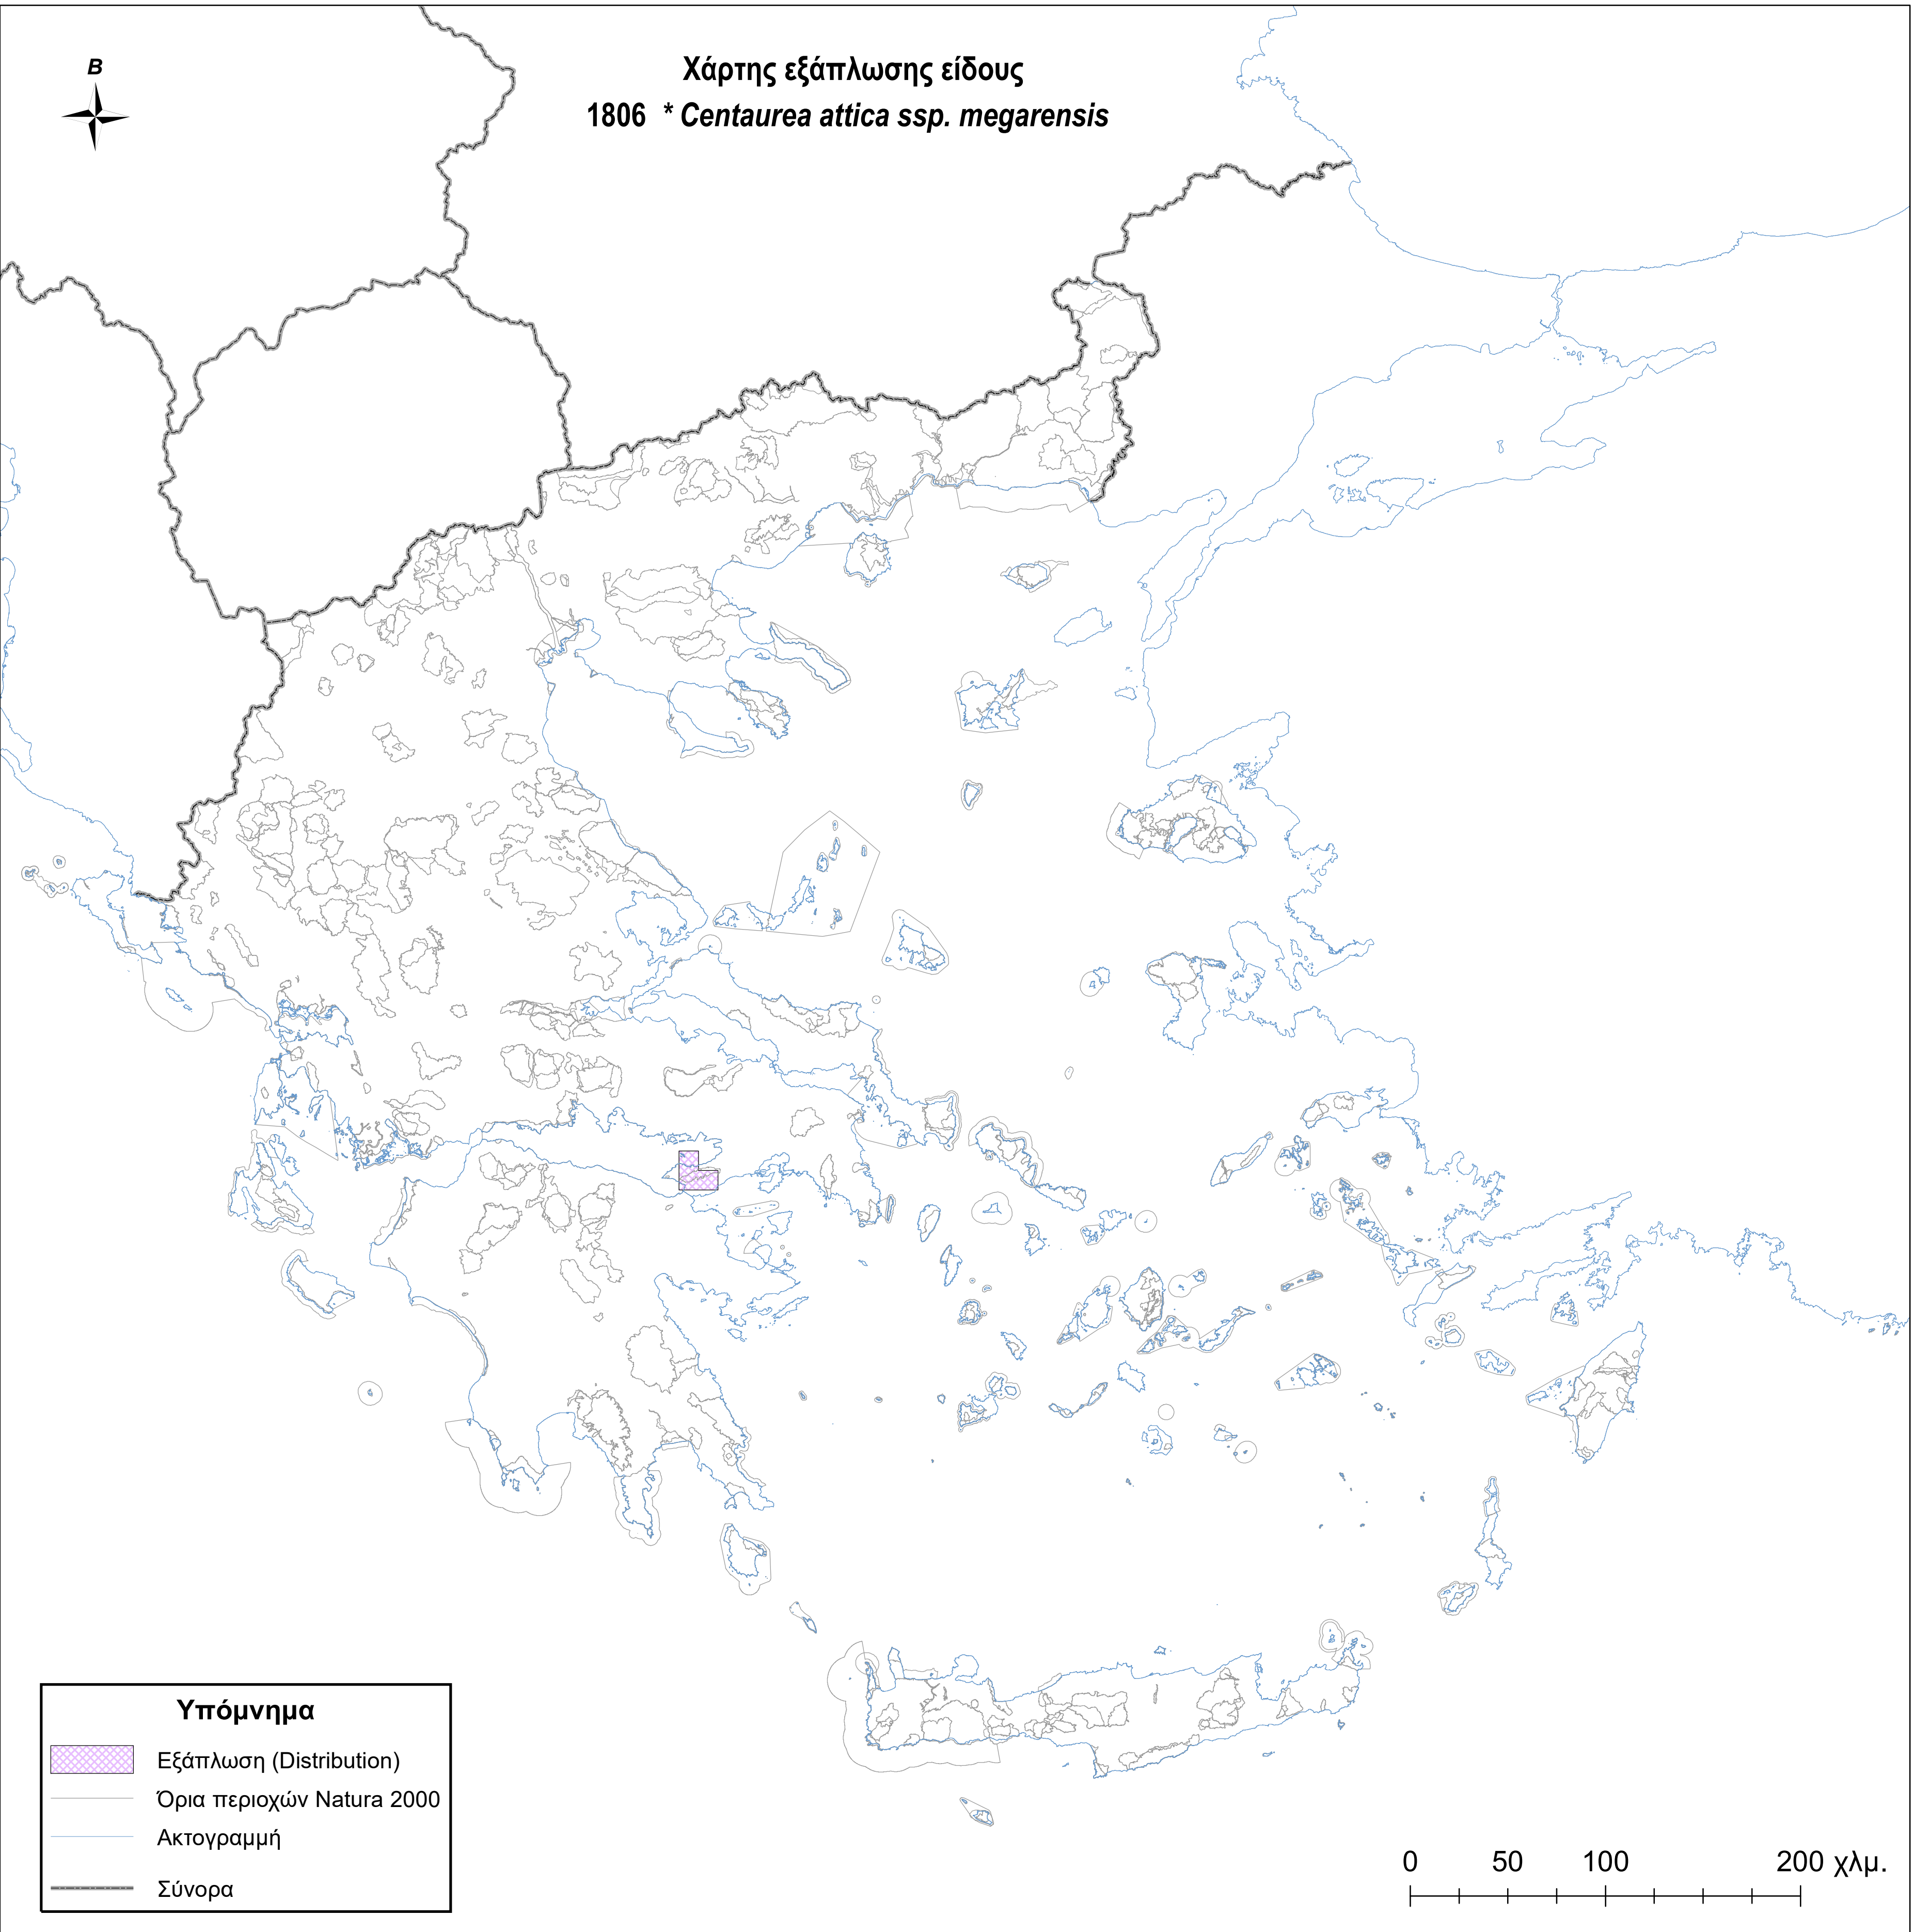 Β
Χάρτης εξάπλωσης είδους
1806 * Centaurea attica ssp. megarensis
Υπόμνημα
Εξάπλωση (Distribution)
Όρια περιοχών Natura 2000
Ακτογραμμή
Σύνορα
0 50 100 200 χλμ.